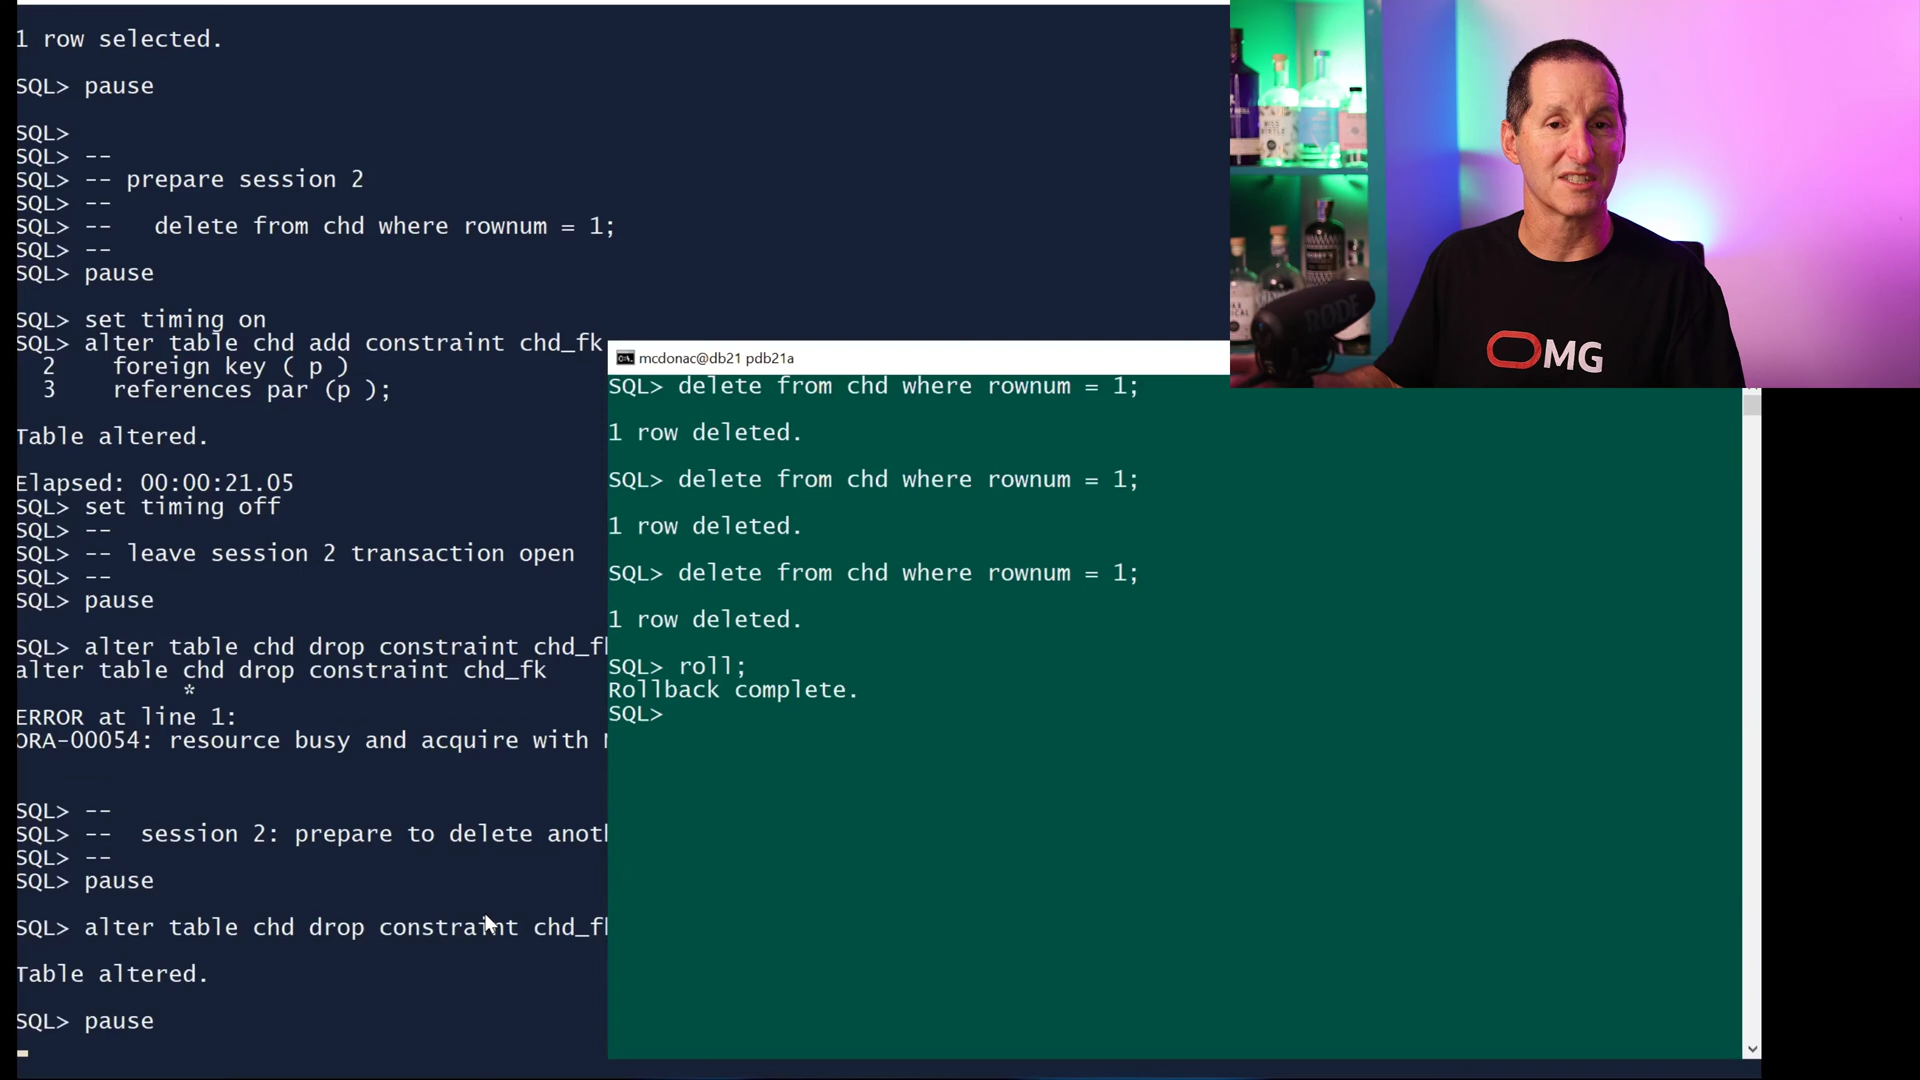 1 row selected.
SQL> pause
SQL>
SQL> --
SQL> -- prepare session 2
SQL> --
SQL> --   delete from chd where rownum = 1;
SQL> --
SQL> pause
SQL> set timing on
SQL> alter table chd add constraint chd_fk
  2    foreign key ( p )
  3    references par (p );
Table altered.
Elapsed: 00:00:21.05
SQL> set timing off
SQL> --
SQL> -- leave session 2 transaction open
SQL> --
SQL> pause
SQL> alter table chd drop constraint chd_f
alter table chd drop constraint chd_fk
*
ERROR at line 1:
ORA-00054: resource busy and acquire with
SQL> --
SQL> --  session 2: prepare to delete anot
SQL> --
SQL> pause
SQL> alter table chd drop constraint chd_f
Table altered.
SQL> pause
mcdonac@db21 pdb21a
SQL> delete from chd where rownum = 1;
1 row deleted.
SQL> delete from chd where rownum = 1;
1 row deleted.
SQL> delete from chd where rownum = 1;
1 row deleted.
SQL> roll;
Rollback complete.
SQL>
RODE
OMG